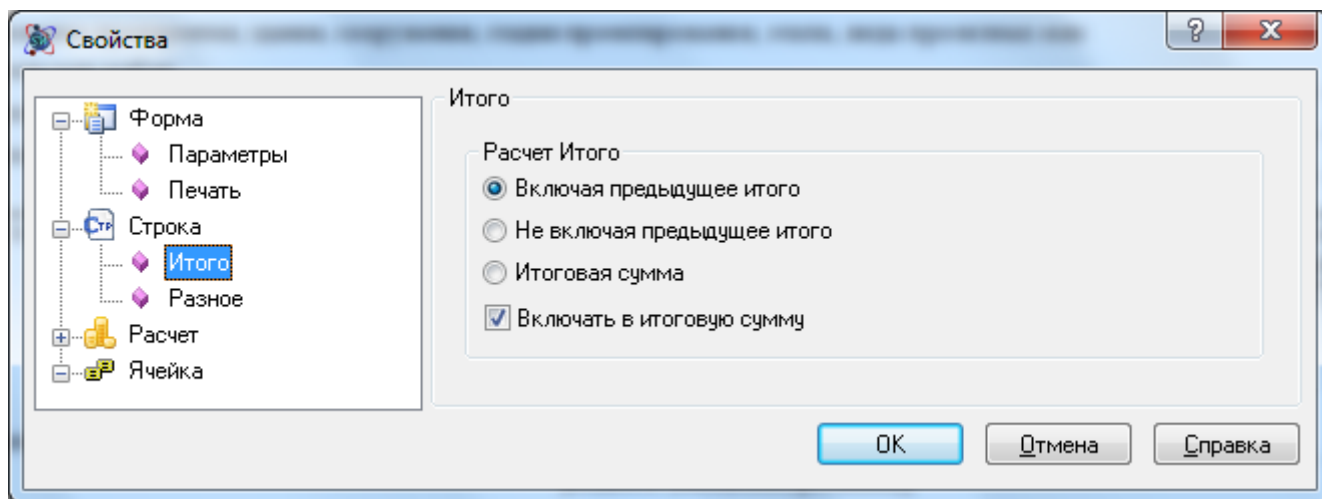 Свойства
Форма
Параметры
Печать
Стр Строка
Итого
Разное
Расчет
Ячейка
Итого
Расчет Итого
Включая предыдущее итого
Не включая предыдущее итого
Итоговая сумма
Включать в итоговую сумму
OK
Отмена
Справка